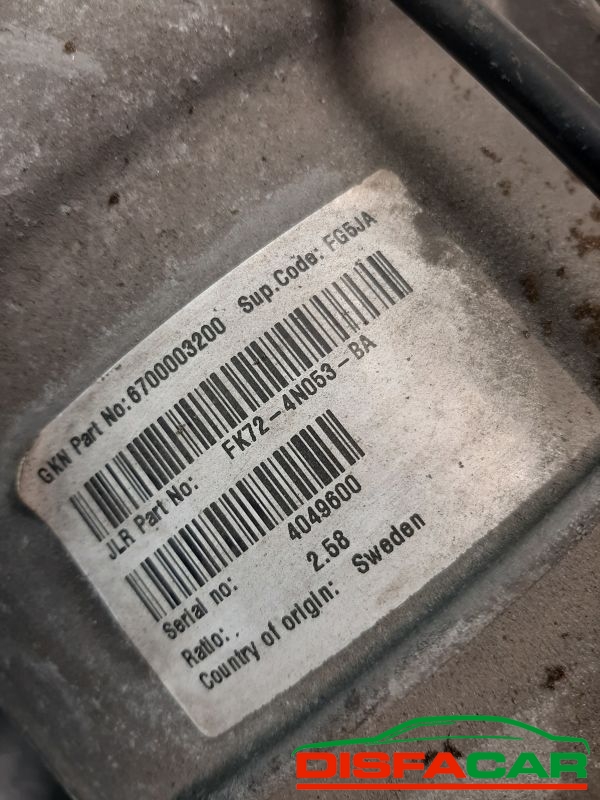 GKN Part No:6700003200 Sup.Code: FG5JA
JLR Part No: FK72-4N053-BA
Serial no: 4049600
Ratio: 2.58
Country of origin: Sweden
DISFACAR